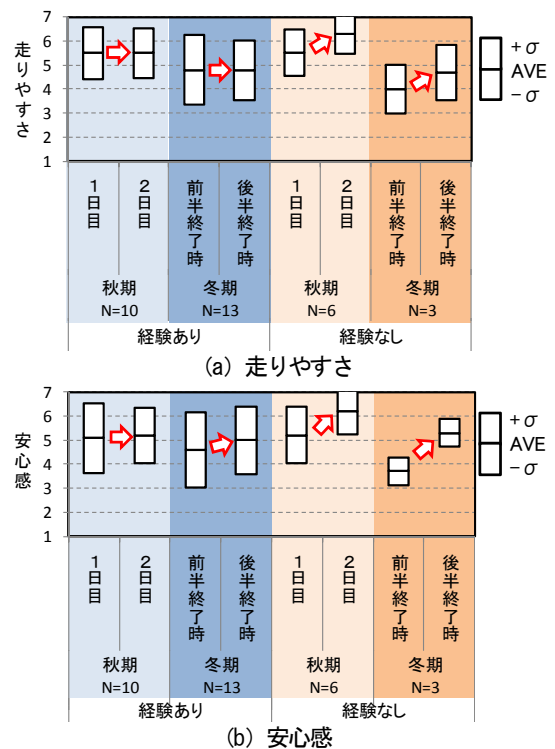 走りやすさ
7
6
5
4
3
2
1
+σ
AVE
−σ
1日目
2日目
前半終了時
後半終了時
1日目
2日目
前半終了時
後半終了時
秋期
冬期
秋期
冬期
N=10
N=13
N=6
N=3
経験あり
経験なし
(a) 走りやすさ
安心感
7
6
5
4
3
2
1
+σ
AVE
−σ
1日目
2日目
前半終了時
後半終了時
1日目
2日目
前半終了時
後半終了時
秋期
冬期
秋期
冬期
N=10
N=13
N=6
N=3
経験あり
経験なし
(b) 安心感